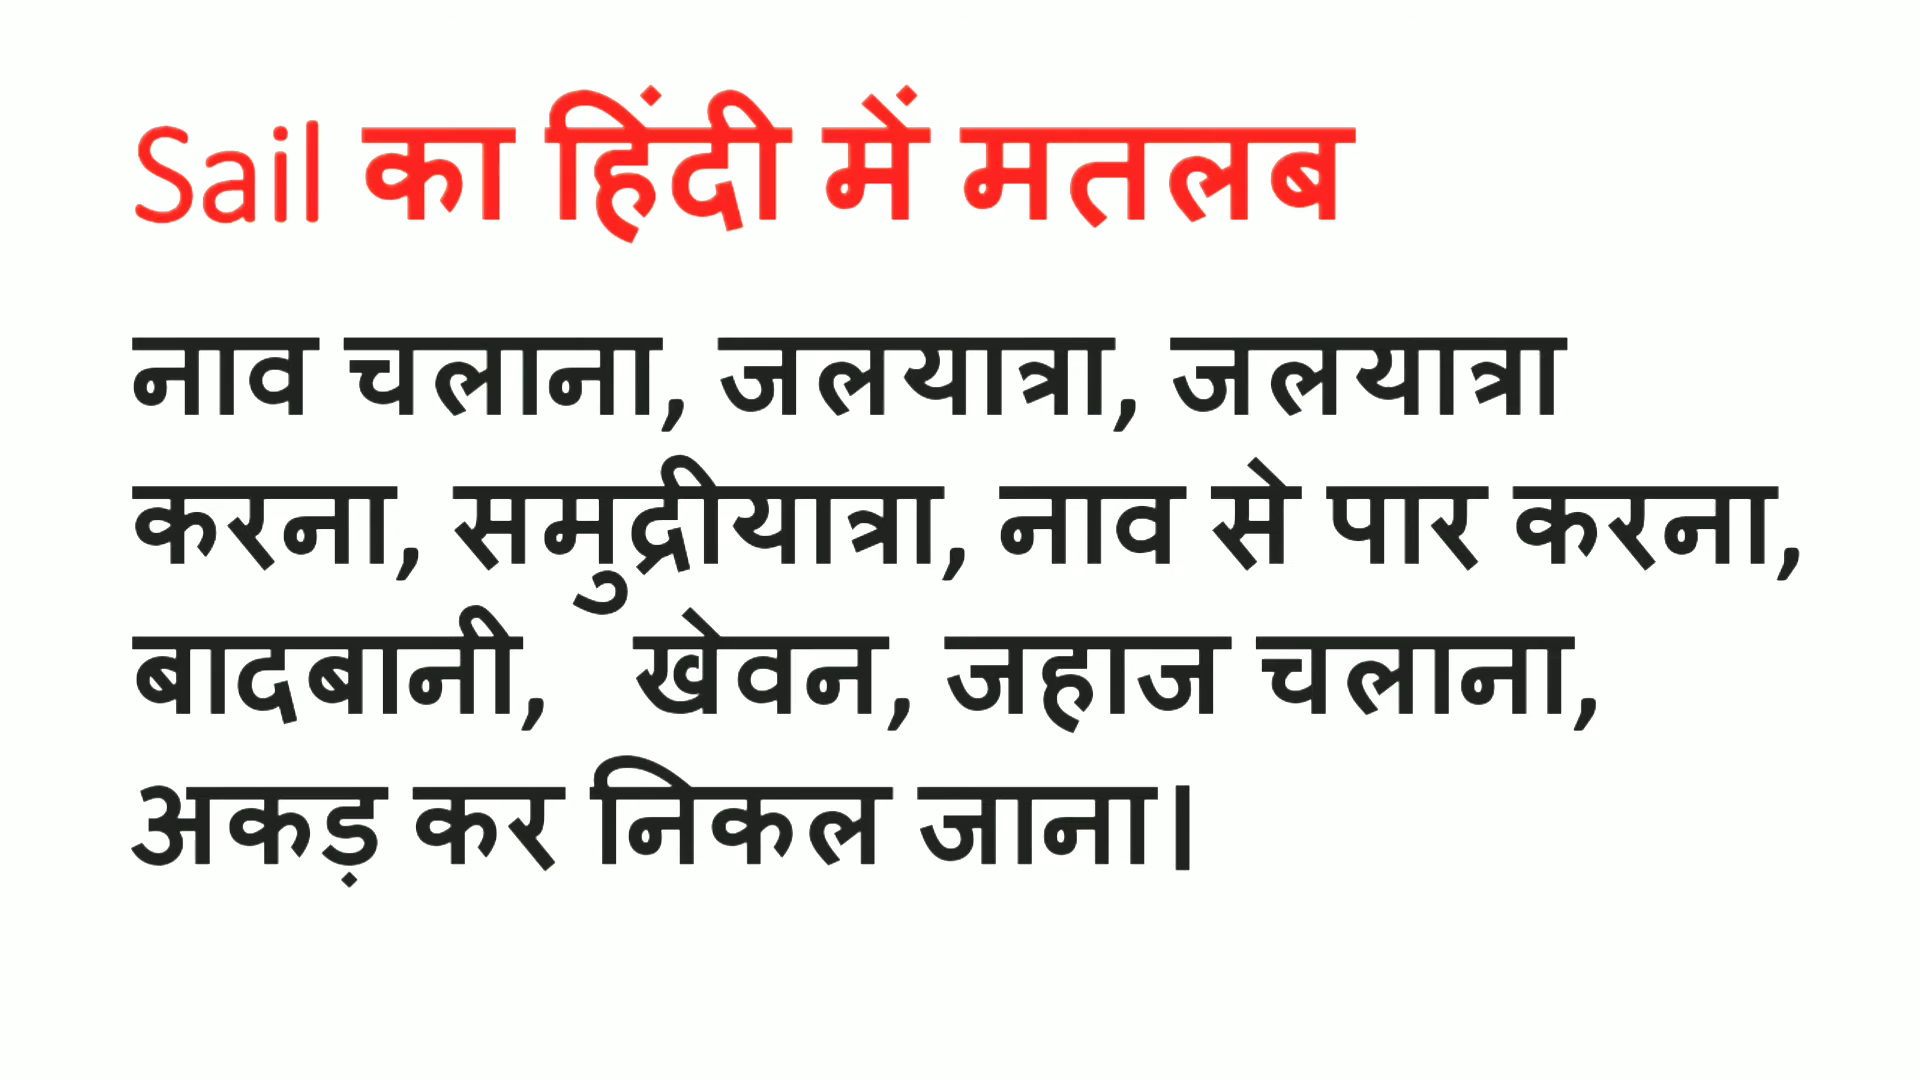 Sail का हिंदी में मतलब
नाव चलाना, जलयात्रा, जलयात्रा
करना, समुद्रीयात्रा, नाव से पार करना,
बादबानी, खेवन, जहाज चलाना,
अकड़ कर निकल जाना।